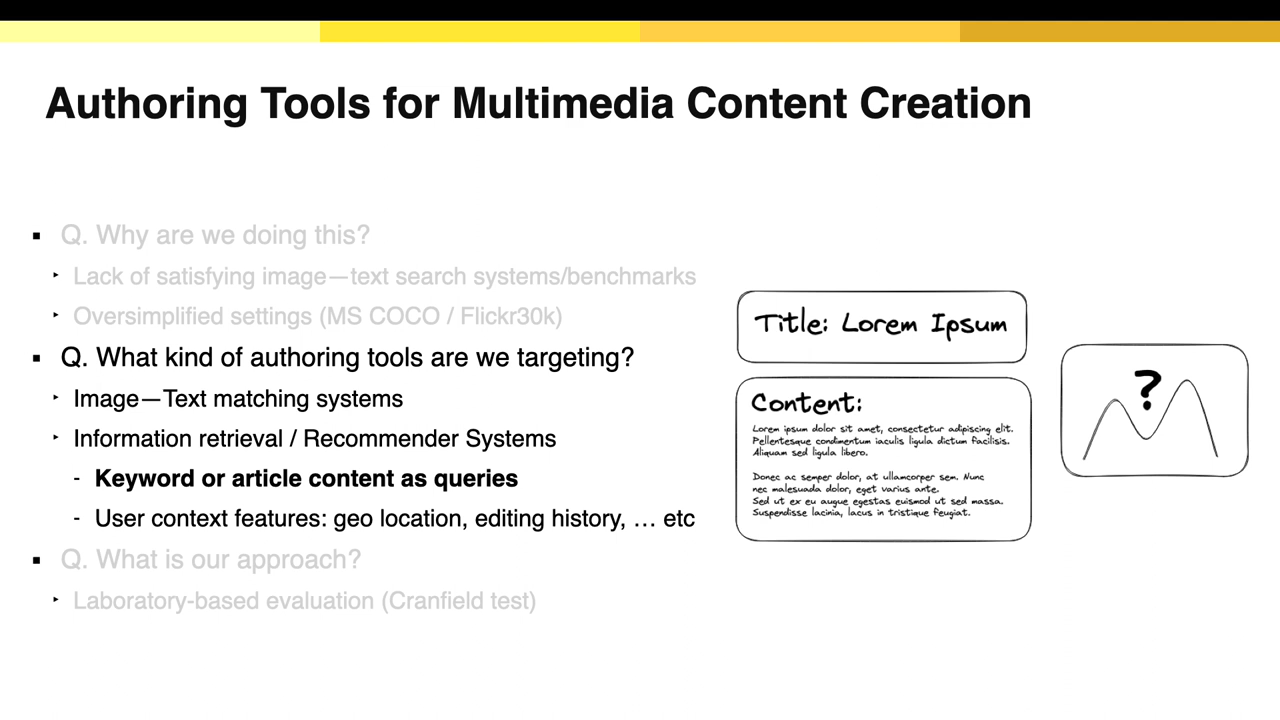 Authoring Tools for Multimedia Content Creation
▪ Q. Why are we doing this?
‣ Lack of satisfying image—text search systems/benchmarks
‣ Oversimplified settings (MS COCO / Flickr30k)
▪ Q. What kind of authoring tools are we targeting?
‣ Image—Text matching systems
‣ Information retrieval / Recommender Systems
- Keyword or article content as queries
- User context features: geo location, editing history, … etc
▪ Q. What is our approach?
‣ Laboratory-based evaluation (Cranfield test)
Title: Lorem Ipsum
Content:
Lorem ipsum dolor sit amet, consectetur adipiscing elit.
Pellentesque condimentum iaculis ligula dictum facilisis.
Aliquam sed ligula libero.
Donec ac semper dolor, at ullamcorper sem. Nunc
nec malesuada dolor, eget varius ante.
Sed ut ex eu augue egestas euismod ut sed massa.
Suspendisse lacinia, lacus in tristique feugiat.
?